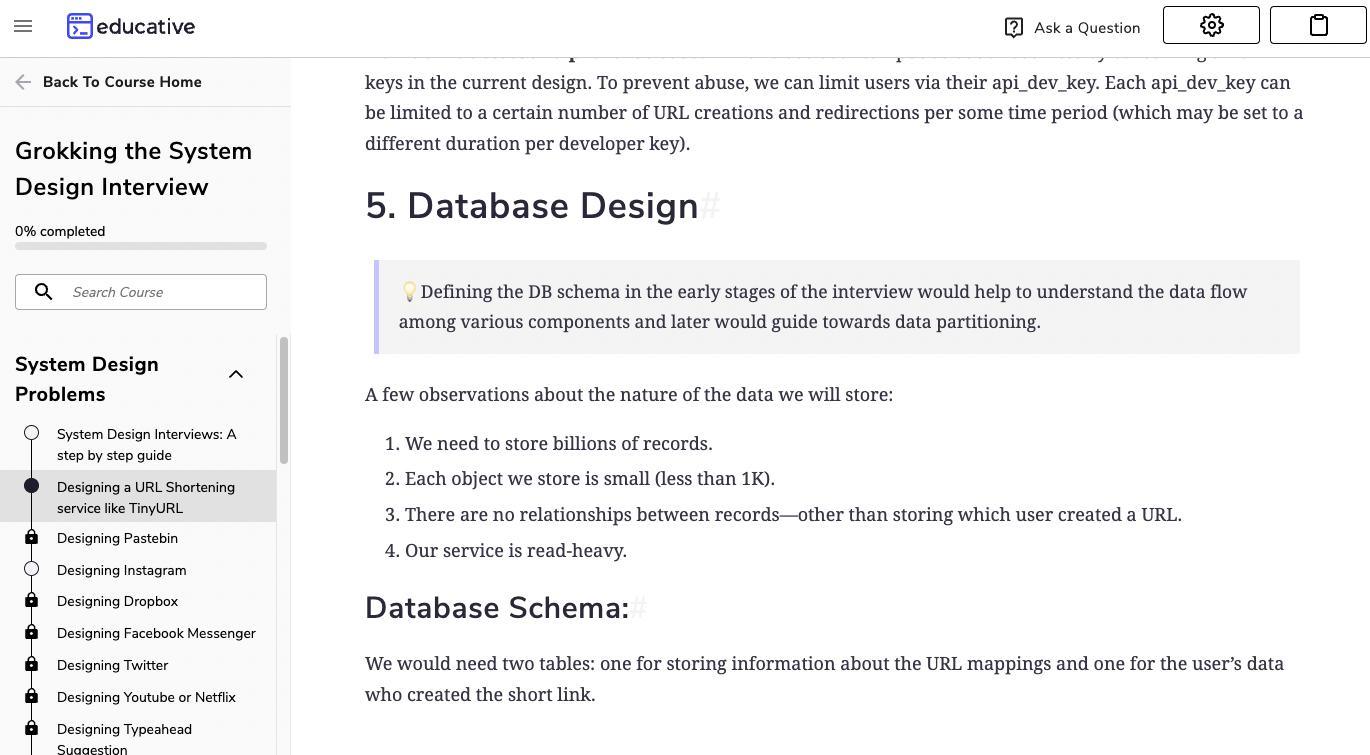 educative
Ask a Question
Back To Course Home
Grokking the System
Design Interview
0% completed
Search Course
System Design
Problems
System Design Interviews: A
step by step guide
Designing a URL Shortening
service like TinyURL
Designing Pastebin
Designing Instagram
Designing Dropbox
Designing Facebook Messenger
Designing Twitter
Designing Youtube or Netflix
Designing Typeahead
Suggestion
keys in the current design. To prevent abuse, we can limit users via their api_dev_key. Each api_dev_key can
be limited to a certain number of URL creations and redirections per some time period (which may be set to a
different duration per developer key).
5. Database Design#
💡Defining the DB schema in the early stages of the interview would help to understand the data flow
among various components and later would guide towards data partitioning.
A few observations about the nature of the data we will store:
1. We need to store billions of records.
2. Each object we store is small (less than 1K).
3. There are no relationships between records—other than storing which user created a URL.
4. Our service is read-heavy.
Database Schema:#
We would need two tables: one for storing information about the URL mappings and one for the user’s data
who created the short link.